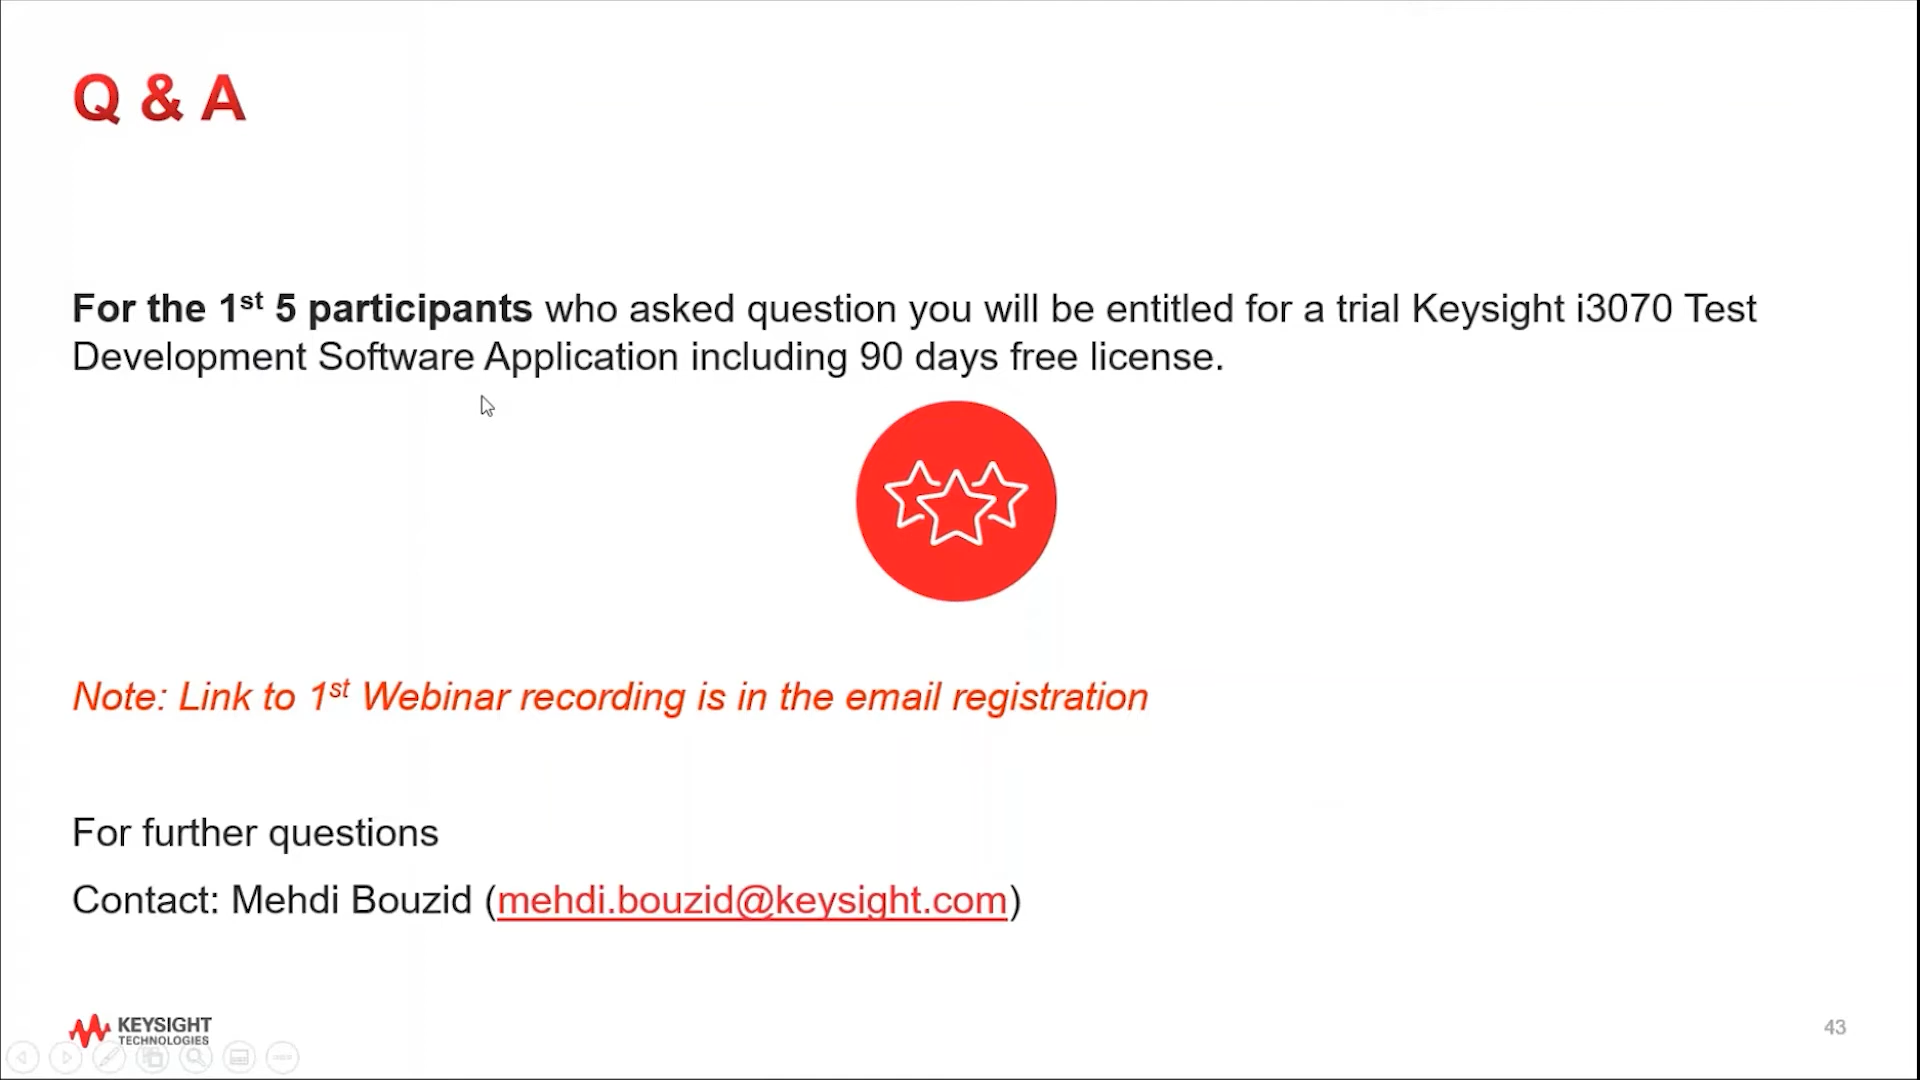 Q & A
For the 1st 5 participants who asked question you will be entitled for a trial Keysight i3070 Test
Development Software Application including 90 days free license.
Note: Link to 1st Webinar recording is in the email registration
For further questions
Contact: Mehdi Bouzid (mehdi.bouzid@keysight.com)
KEYSIGHT
TECHNOLOGIES
43